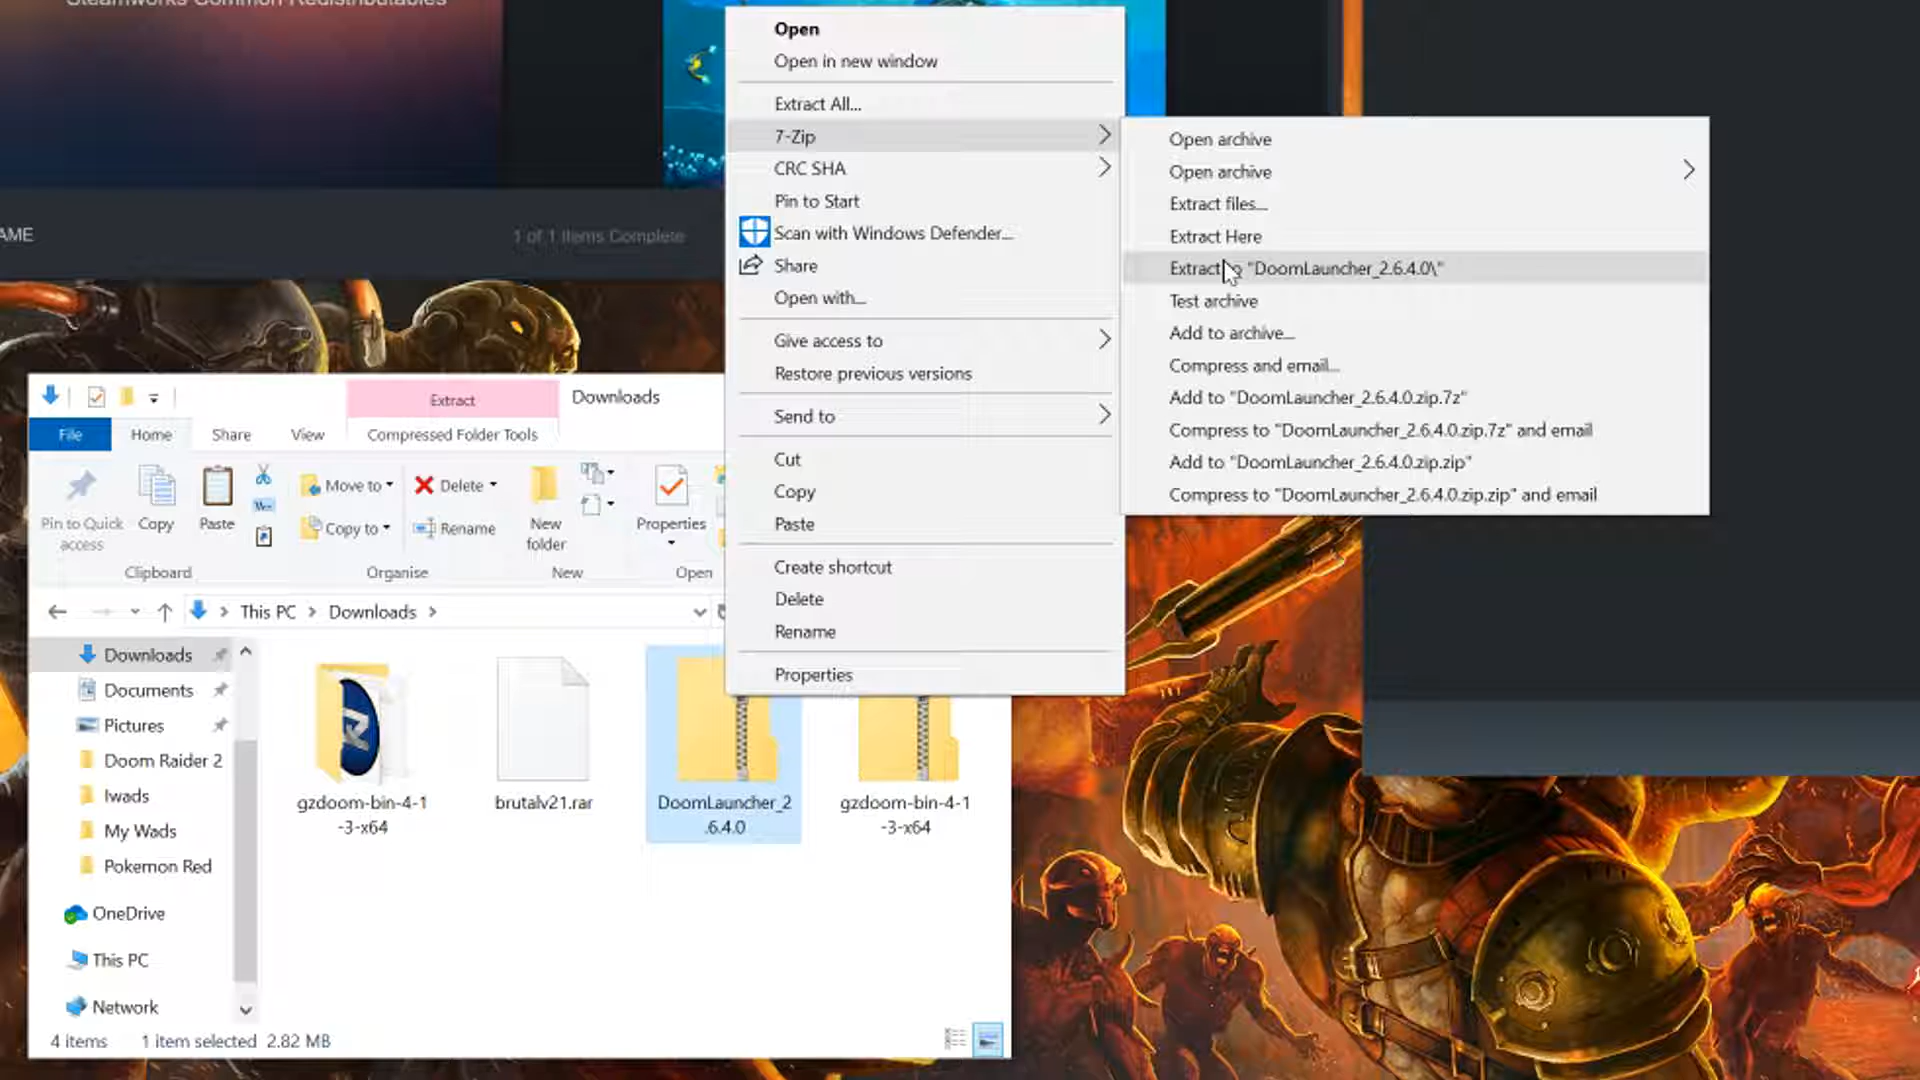 Steamworks Common Redistributables
AME
1 of 1 Items Complete
Open
Open in new window
Extract All...
7-Zip
CRC SHA
Pin to Start
Scan with Windows Defender...
Share
Open with...
Give access to
Restore previous versions
Send to
Cut
Copy
Paste
Create shortcut
Delete
Rename
Properties
Open archive
Open archive
Extract files...
Extract Here
Extract "DoomLauncher_2.6.4.0\"
Test archive
Add to archive...
Compress and email...
Add to "DoomLauncher_2.6.4.0.zip.7z"
Compress to "DoomLauncher_2.6.4.0.zip.7z" and email
Add to "DoomLauncher_2.6.4.0.zip.zip"
Compress to "DoomLauncher_2.6.4.0.zip.zip" and email
Extract
Downloads
File
Home
Share
View
Compressed Folder Tools
Pin to Quick
access
Copy
Paste
Move to
Copy to
Delete
Rename
New
folder
Properties
Clipboard
Organise
New
Open
This PC > Downloads >
Downloads
Documents
Pictures
Doom Raider 2
Iwads
My Wads
Pokemon Red
OneDrive
This PC
Network
gzdoom-bin-4-1
-3-x64
brutalv21.rar
DoomLauncher_2
.6.4.0
gzdoom-bin-4-1
-3-x64
4 items
1 item selected 2.82 MB